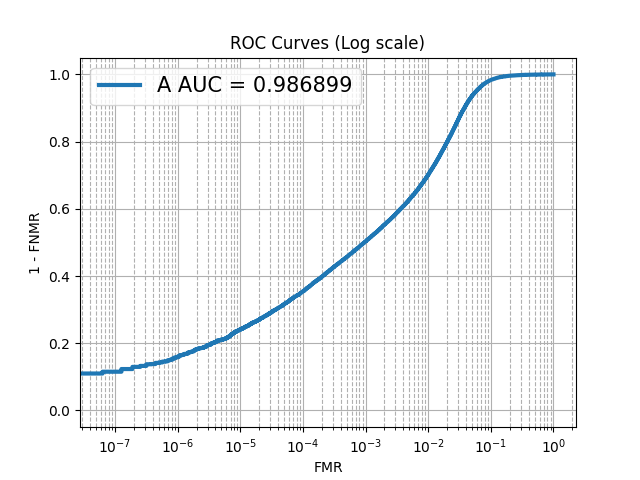 ROC Curves (Log scale)
A AUC = 0.986899
1.0
0.8
0.6
0.4
0.2
0.0
1 - FNMR
10⁻⁷ 10⁻⁶ 10⁻⁵ 10⁻⁴ 10⁻³ 10⁻² 10⁻¹ 10⁰
FMR